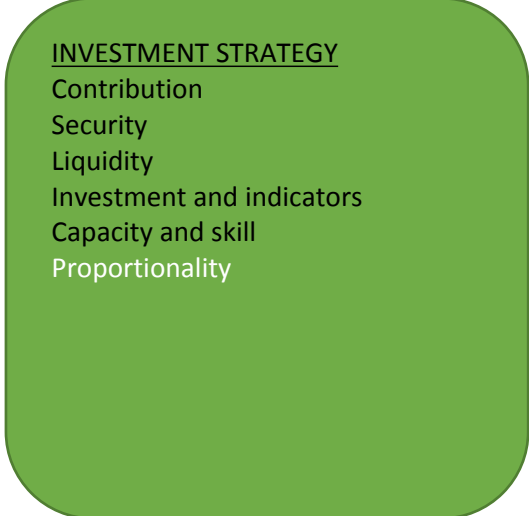 INVESTMENT STRATEGY
Contribution
Security
Liquidity
Investment and indicators
Capacity and skill
Proportionality